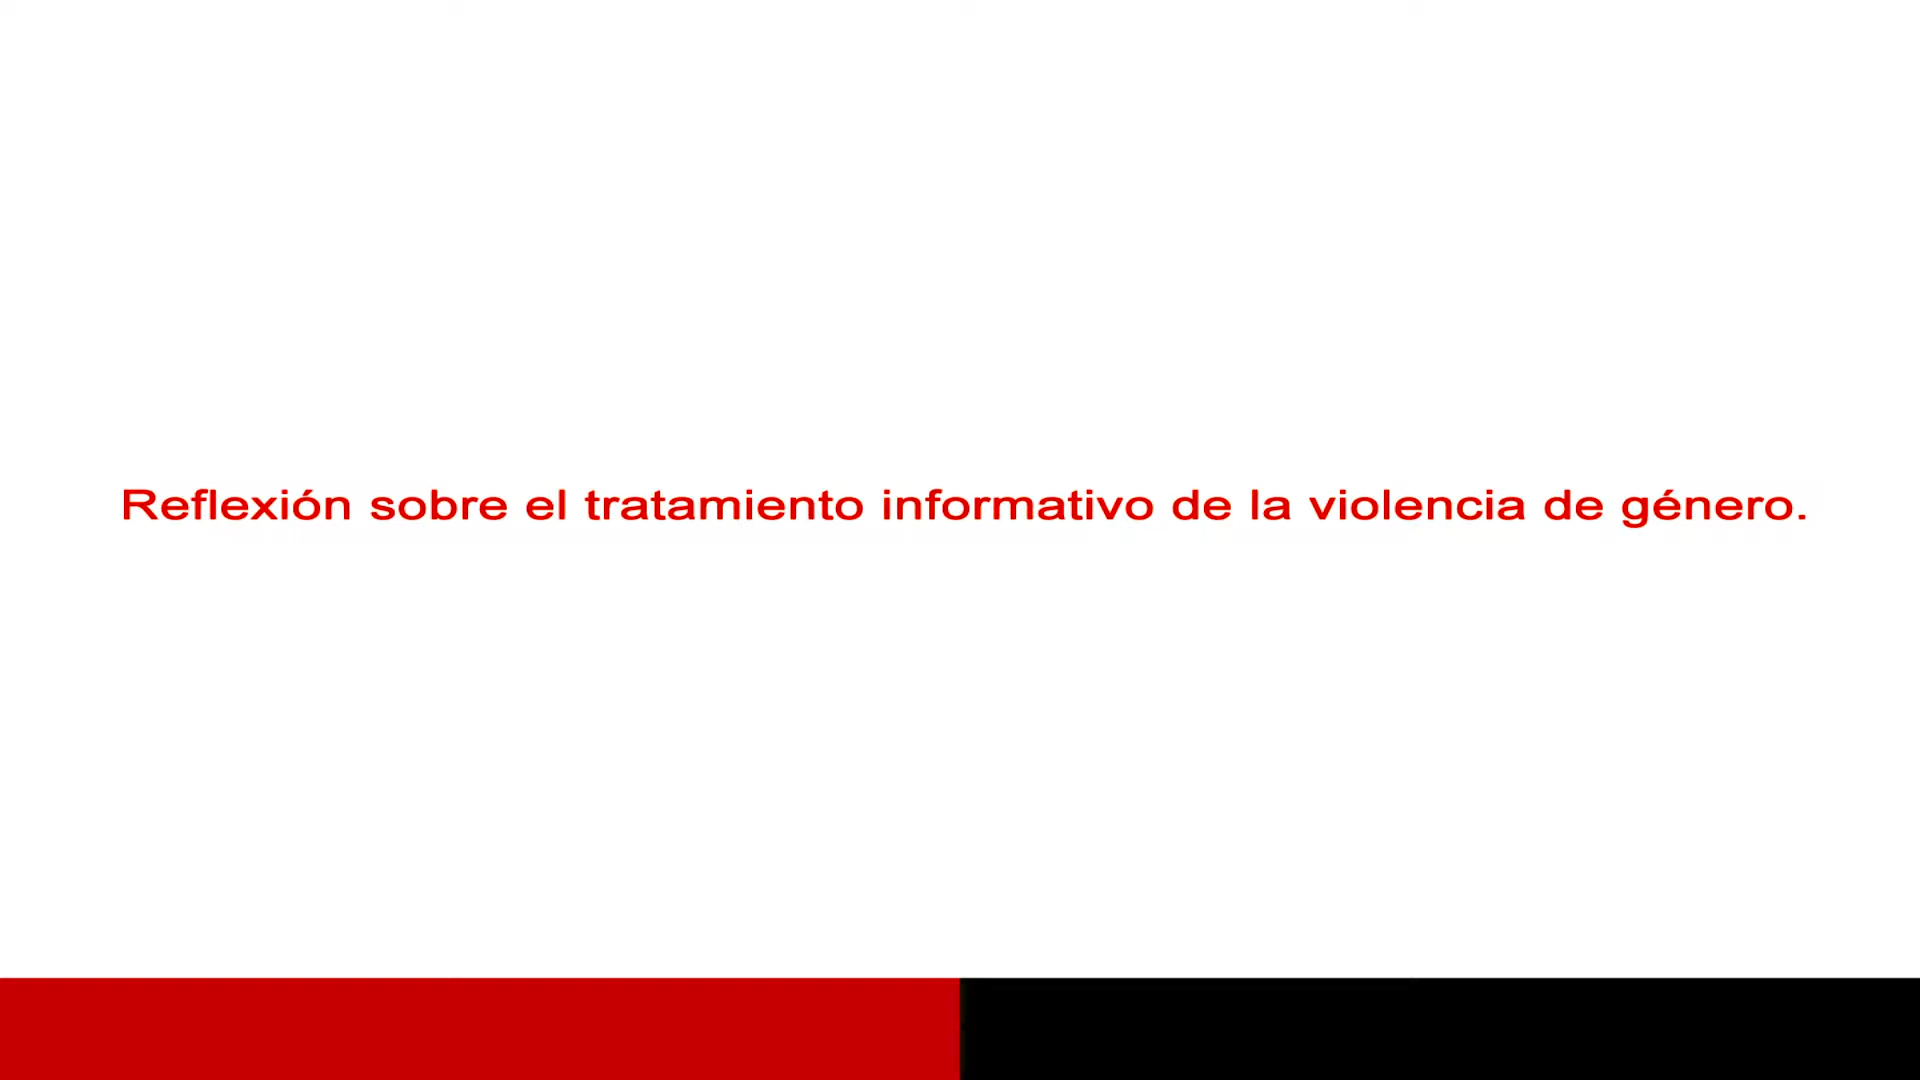 Reflexión sobre el tratamiento informativo de la violencia de género.